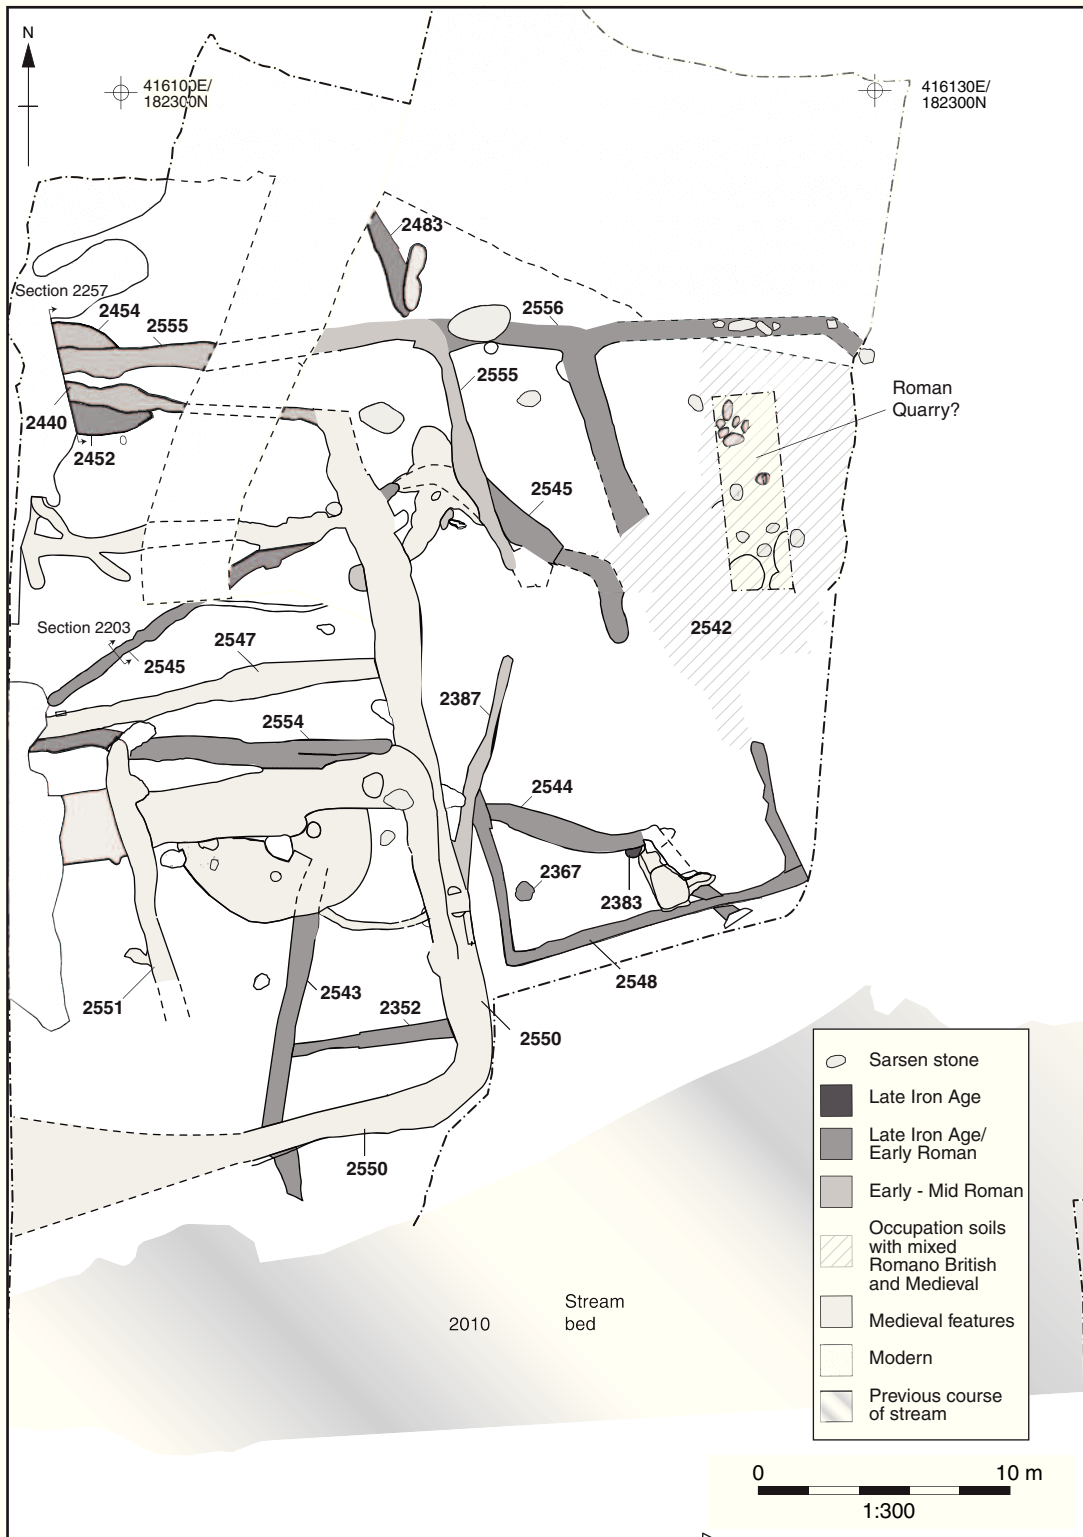 N
416100E/
182300N
416130E/
182300N
2483
Section 2257
2454
2555
2556
2555
Roman
Quarry?
2440
2452
2545
Section 2203
2547
2545
2542
2387
2554
2544
2367
2383
2548
2543
2352
2551
2550
2550
Sarsen stone
Late Iron Age
Late Iron Age/
Early Roman
Early - Mid Roman
Occupation soils
with mixed
Romano British
and Medieval
Medieval features
Modern
Previous course
of stream
Stream
bed
2010
0 10 m
1:300